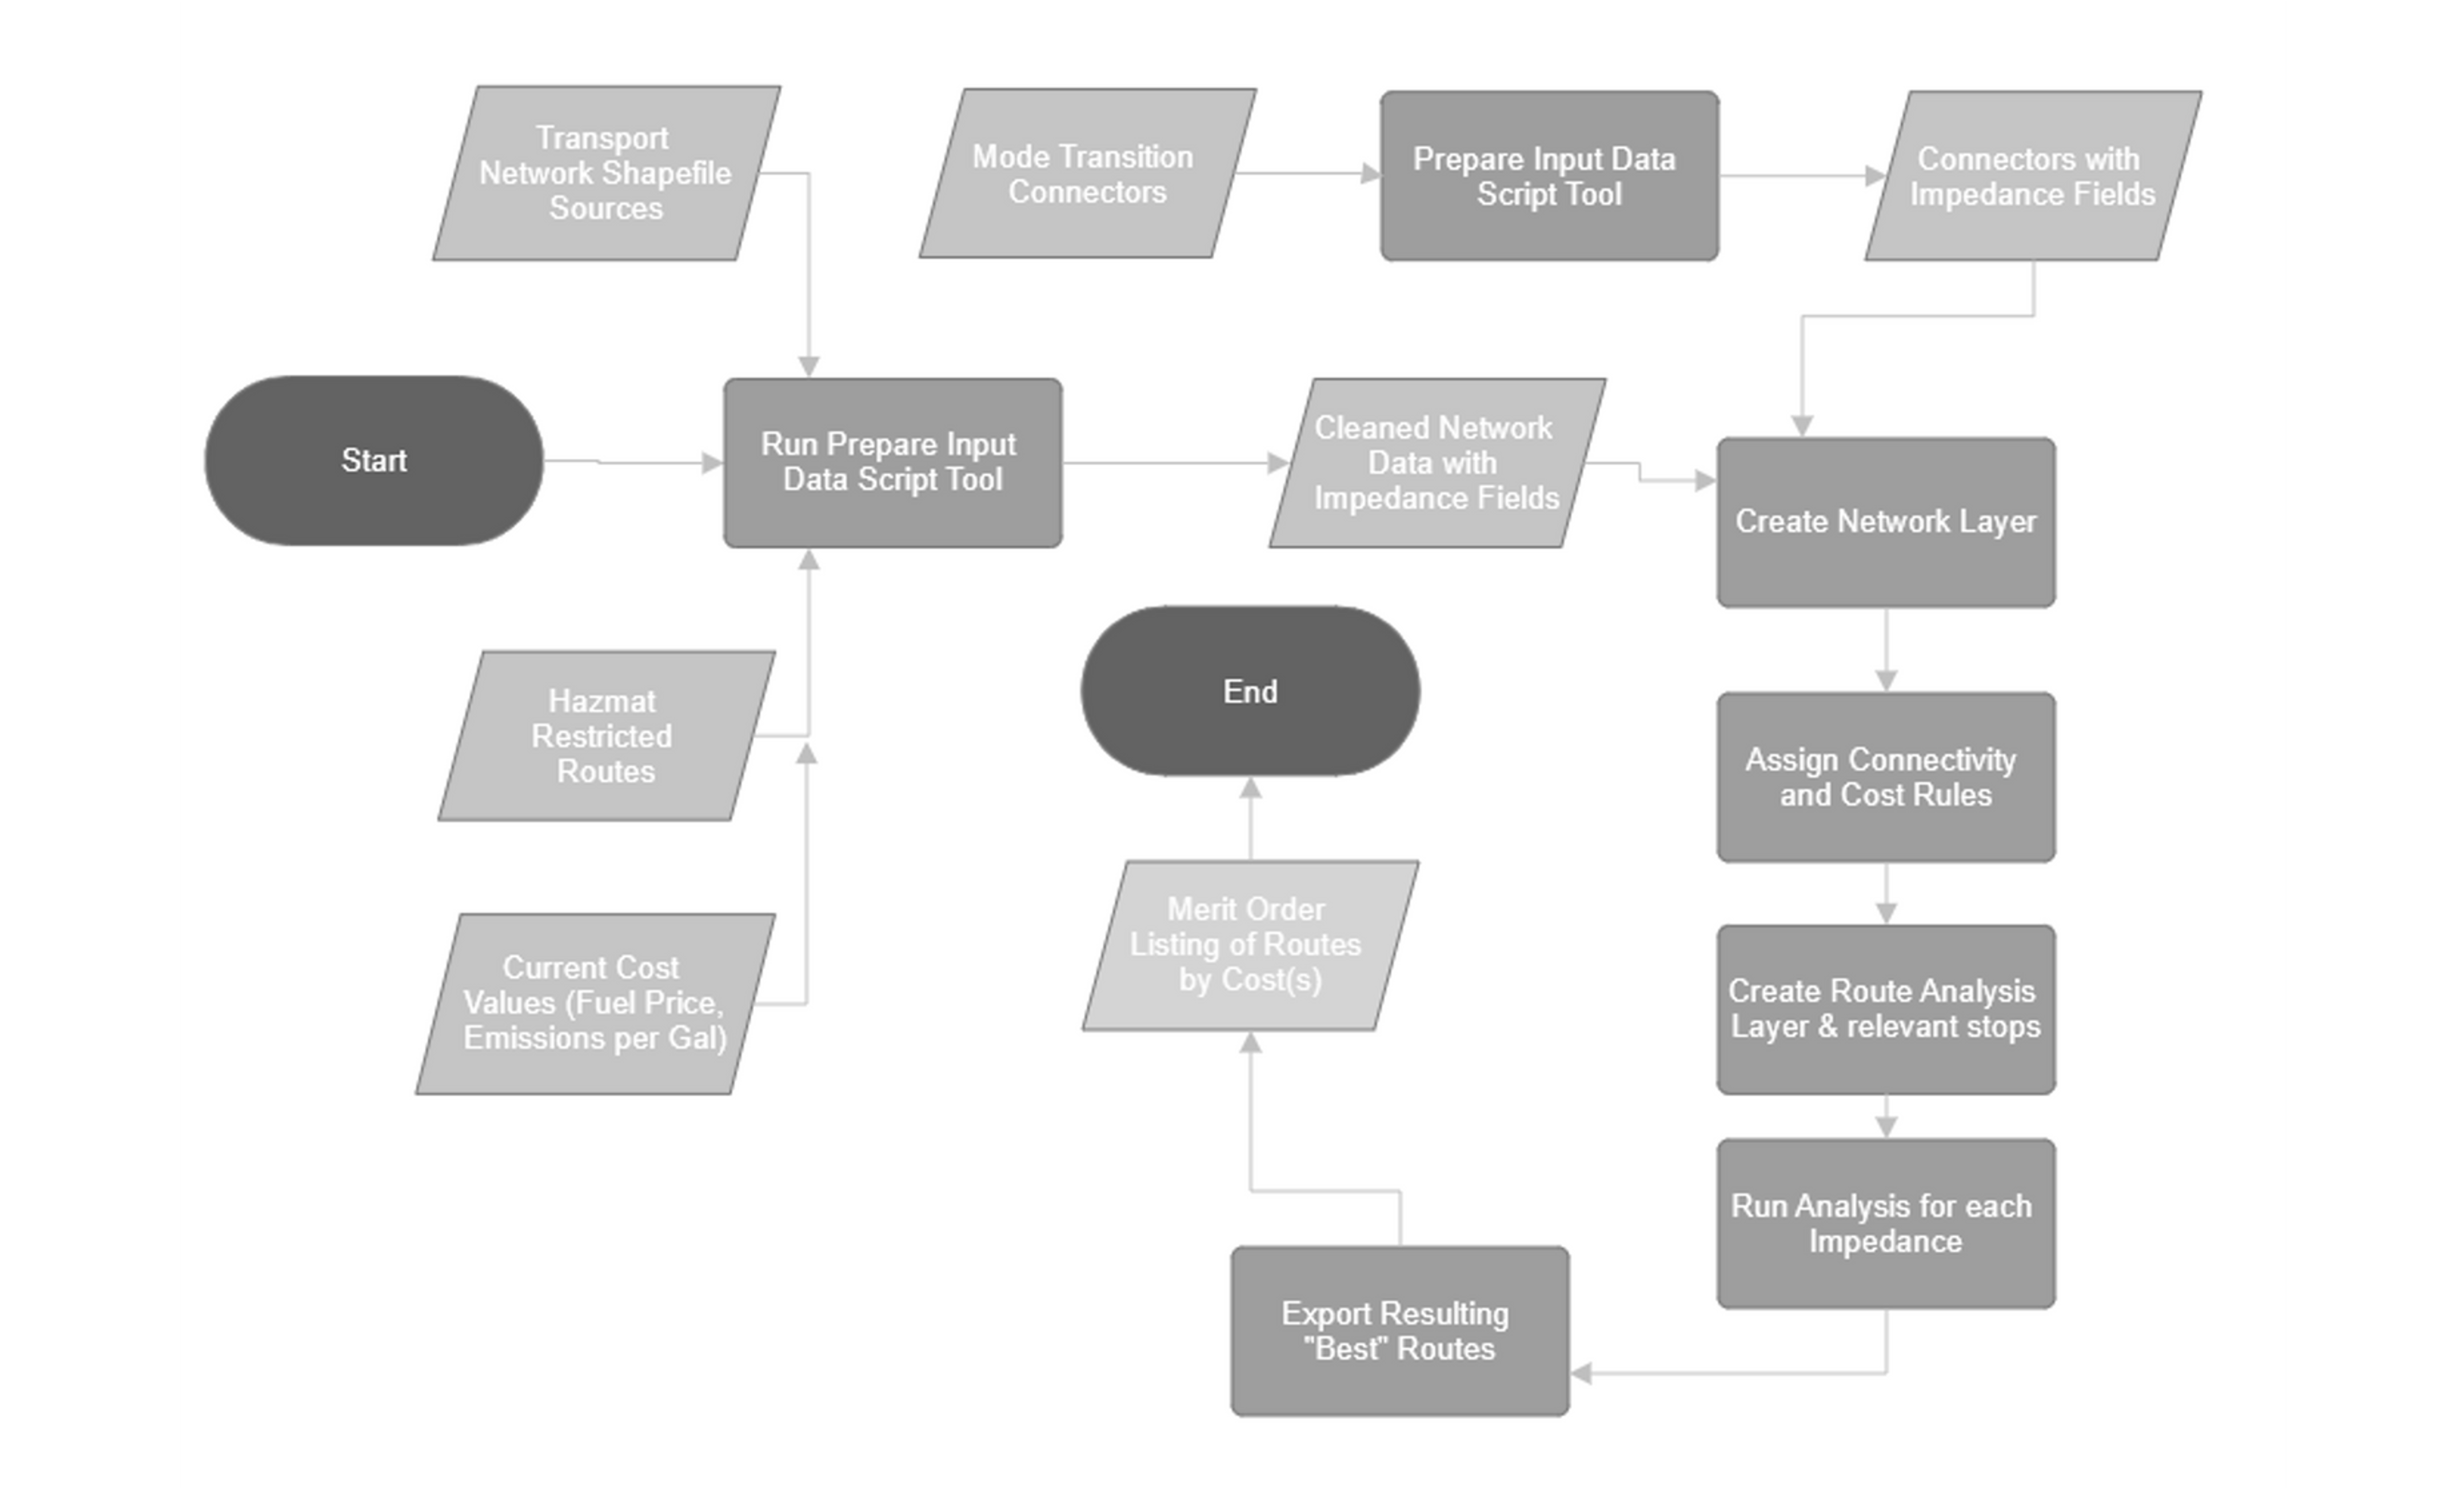 Transport
Network Shapefile
Sources
Mode Transition
Connectors
Prepare Input Data
Script Tool
Connectors with
Impedance Fields
Start
Run Prepare Input
Data Script Tool
Cleaned Network
Data with
Impedance Fields
Create Network Layer
Hazmat
Restricted
Routes
End
Assign Connectivity
and Cost Rules
Current Cost
Values (Fuel Price,
Emissions per Gal)
Merit Order
Listing of Routes
by Cost(s)
Create Route Analysis
Layer & relevant stops
Run Analysis for each
Impedance
Export Resulting
"Best" Routes